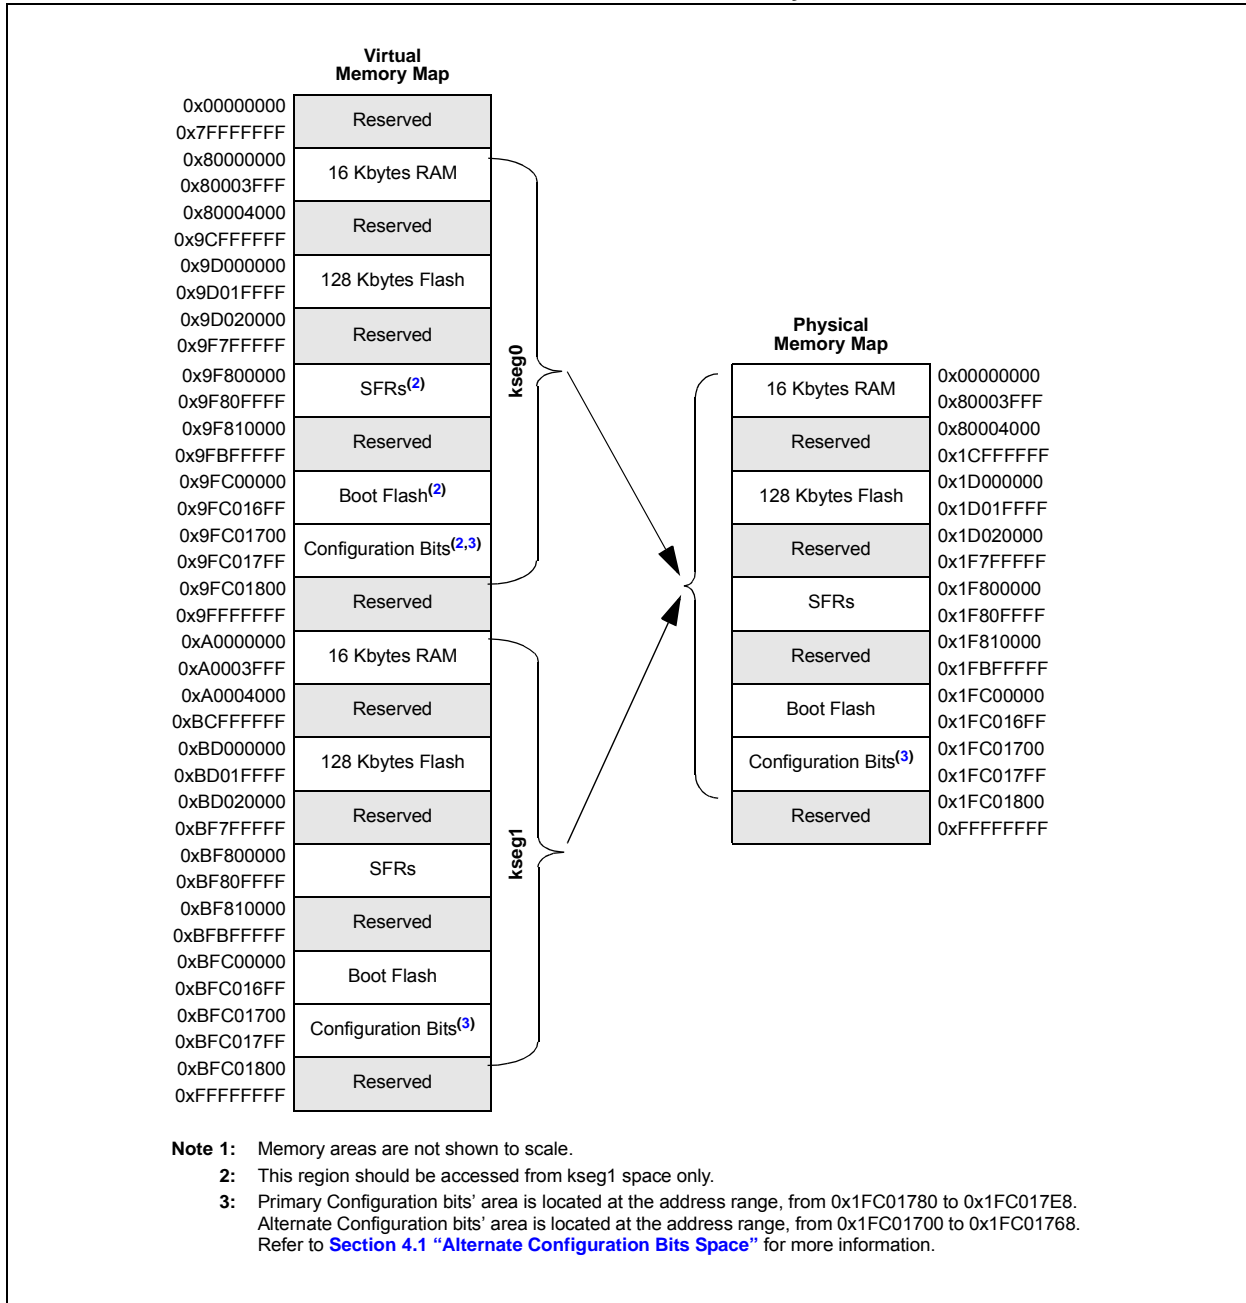 Virtual
Memory Map
0x00000000
Reserved
0x7FFFFFFF
0x80000000
16 Kbytes RAM
0x80003FFF
0x80004000
Reserved
0x9CFFFFFF
0x9D000000
128 Kbytes Flash
0x9D01FFFF
0x9D020000
Reserved
0x9F7FFFFF
0x9F800000
SFRs(2)
0x9F80FFFF
0x9F810000
Reserved
0x9FBFFFFF
0x9FC00000
Boot Flash(2)
0x9FC016FF
0x9FC01700
Configuration Bits(2,3)
0x9FC017FF
0x9FC01800
Reserved
0x9FFFFFFF
0xA0000000
16 Kbytes RAM
0xA0003FFF
0xA0004000
Reserved
0xBCFFFFFF
0xBD000000
128 Kbytes Flash
0xBD01FFFF
0xBD020000
Reserved
0xBF7FFFFF
0xBF800000
SFRs
0xBF80FFFF
0xBF810000
Reserved
0xBFBFFFFF
0xBFC00000
Boot Flash
0xBFC016FF
0xBFC01700
Configuration Bits(3)
0xBFC017FF
0xBFC01800
Reserved
0xFFFFFFFF
kseg0
kseg1
Physical
Memory Map
16 Kbytes RAM
0x00000000
0x80003FFF
Reserved
0x80004000
0x1CFFFFFF
128 Kbytes Flash
0x1D000000
0x1D01FFFF
Reserved
0x1D020000
0x1F7FFFFF
SFRs
0x1F800000
0x1F80FFFF
Reserved
0x1F810000
0x1FBFFFFF
Boot Flash
0x1FC00000
0x1FC016FF
Configuration Bits(3)
0x1FC01700
0x1FC017FF
Reserved
0x1FC01800
0xFFFFFFFF
Note 1: Memory areas are not shown to scale.
2: This region should be accessed from kseg1 space only.
3: Primary Configuration bits’ area is located at the address range, from 0x1FC01780 to 0x1FC017E8.
Alternate Configuration bits’ area is located at the address range, from 0x1FC01700 to 0x1FC01768.
Refer to Section 4.1 “Alternate Configuration Bits Space” for more information.